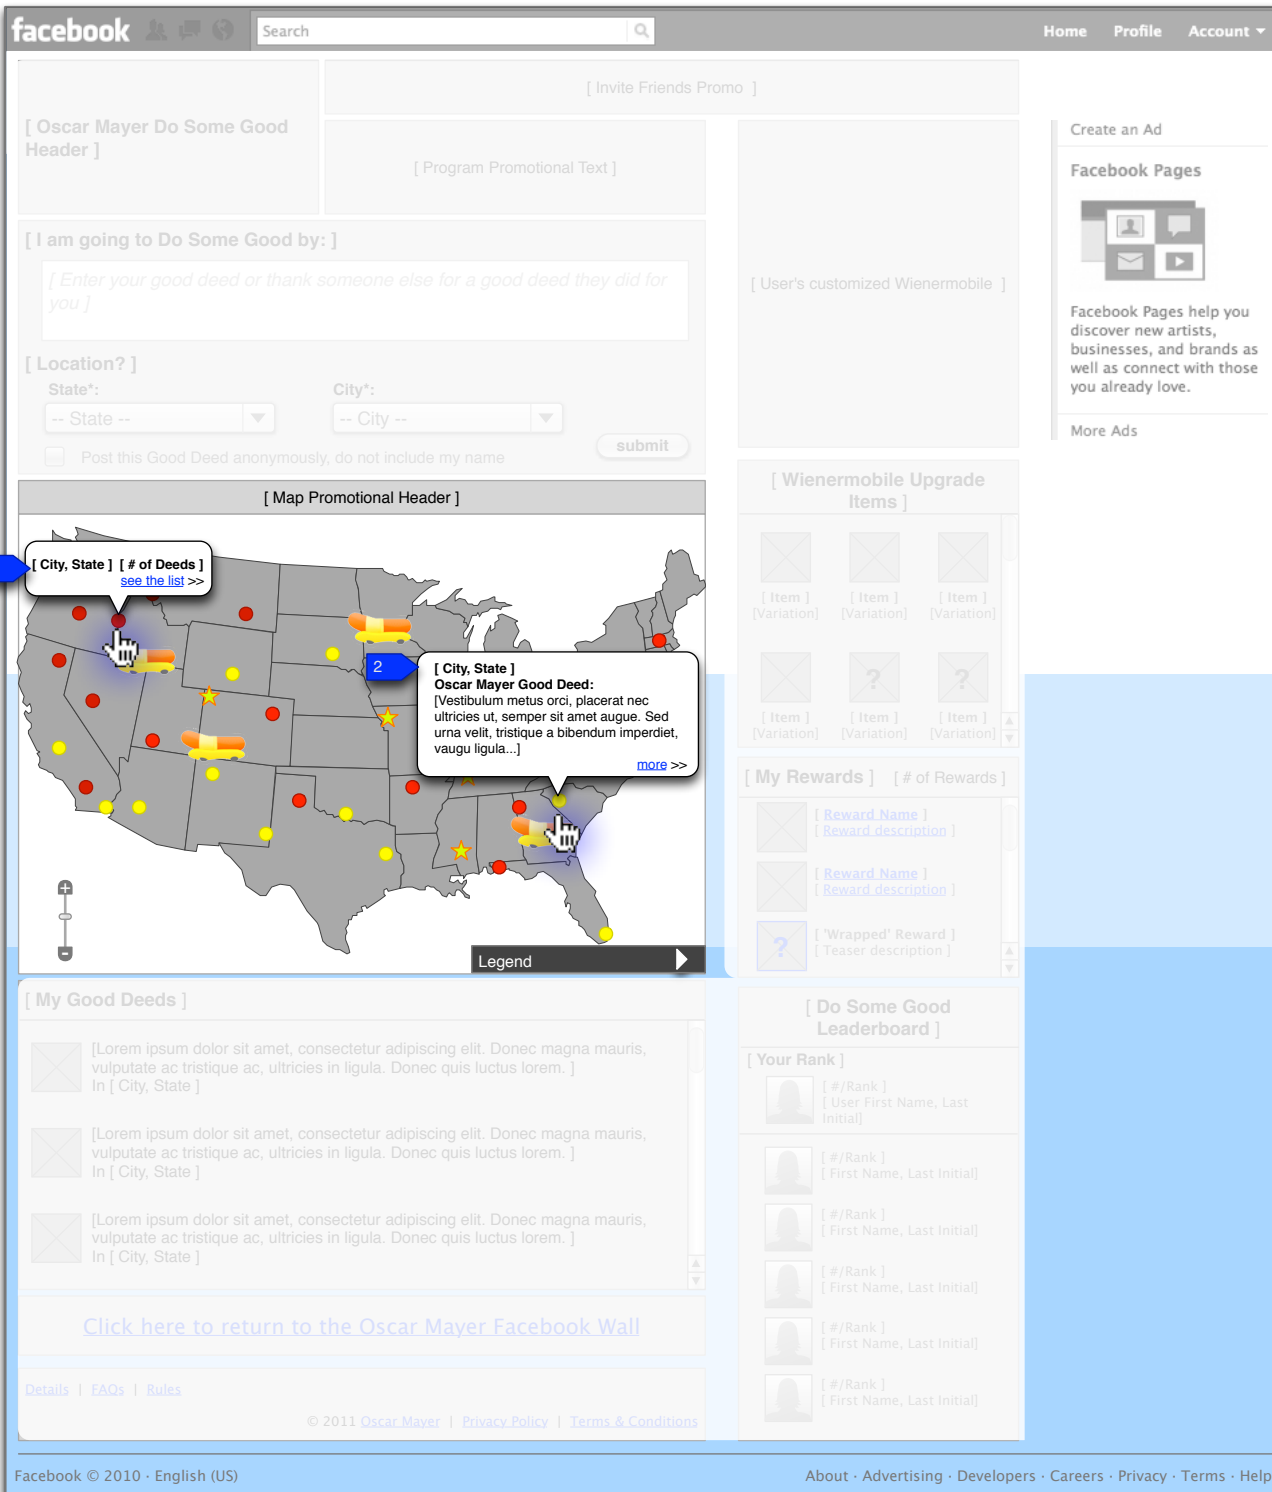 facebook
Search
Home Profile Account
[ Invite Friends Promo ]
[ Oscar Mayer Do Some Good
Header ]
[ Program Promotional Text ]
Create an Ad
Facebook Pages
Facebook Pages help you
discover new artists,
businesses, and brands as
well as connect with those
you already love.
More Ads
[ I am going to Do Some Good by: ]
[ Enter your good deed or thank someone else for a good deed they did for
you ]
[ User's customized Wienermobile ]
[ Location? ]
State*: City*:
-- State -- -- City --
submit
Post this Good Deed anonymously, do not include my name
[ Map Promotional Header ]
[ City, State ] [ # of Deeds ]
see the list >>
2
[ City, State ]
Oscar Mayer Good Deed:
[Vestibulum metus orci, placerat nec
ultricies ut, semper sit amet augue. Sed
urna velit, tristique a bibendum imperdiet,
vaugu ligula...]
more >>
Legend
[ Wienermobile Upgrade
Items ]
[ Item ] [ Item ] [ Item ]
[Variation] [Variation] [Variation]
? ?
[ Item ] [ Item ] [ Item ]
[Variation] [Variation] [Variation]
[ My Rewards ] [ # of Rewards ]
[ Reward Name ]
[ Reward description ]
[ Reward Name ]
[ Reward description ]
?
[ 'Wrapped' Reward ]
[ Teaser description ]
[ My Good Deeds ]
[Lorem ipsum dolor sit amet, consectetur adipiscing elit. Donec magna mauris,
vulputate ac tristique ac, ultricies in ligula. Donec quis luctus lorem. ]
In [ City, State ]
[Lorem ipsum dolor sit amet, consectetur adipiscing elit. Donec magna mauris,
vulputate ac tristique ac, ultricies in ligula. Donec quis luctus lorem. ]
In [ City, State ]
[Lorem ipsum dolor sit amet, consectetur adipiscing elit. Donec magna mauris,
vulputate ac tristique ac, ultricies in ligula. Donec quis luctus lorem. ]
In [ City, State ]
[ Do Some Good
Leaderboard ]
[ Your Rank ]
[ #/Rank ]
[ User First Name, Last
Initial]
[ #/Rank ]
[ First Name, Last Initial]
[ #/Rank ]
[ First Name, Last Initial]
[ #/Rank ]
[ First Name, Last Initial]
[ #/Rank ]
[ First Name, Last Initial]
[ #/Rank ]
[ First Name, Last Initial]
Click here to return to the Oscar Mayer Facebook Wall
Details | FAQs | Rules
© 2011 Oscar Mayer | Privacy Policy | Terms & Conditions
Facebook © 2010 · English (US)
About · Advertising · Developers · Careers · Privacy · Terms · Help